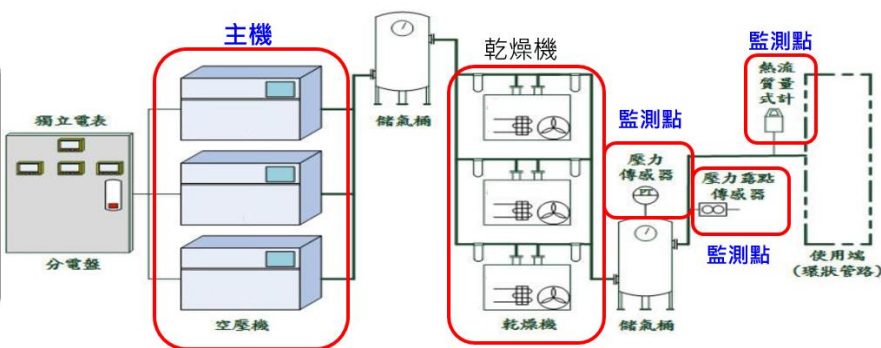 主機
獨立電表
分電盤
空壓機
儲氣桶
乾燥機
乾燥機
監測點
壓力
傳感器
PT
儲氣桶
監測點
熱流
質量
式計
壓力露點
傳感器
監測點
使用端
(環狀管路)